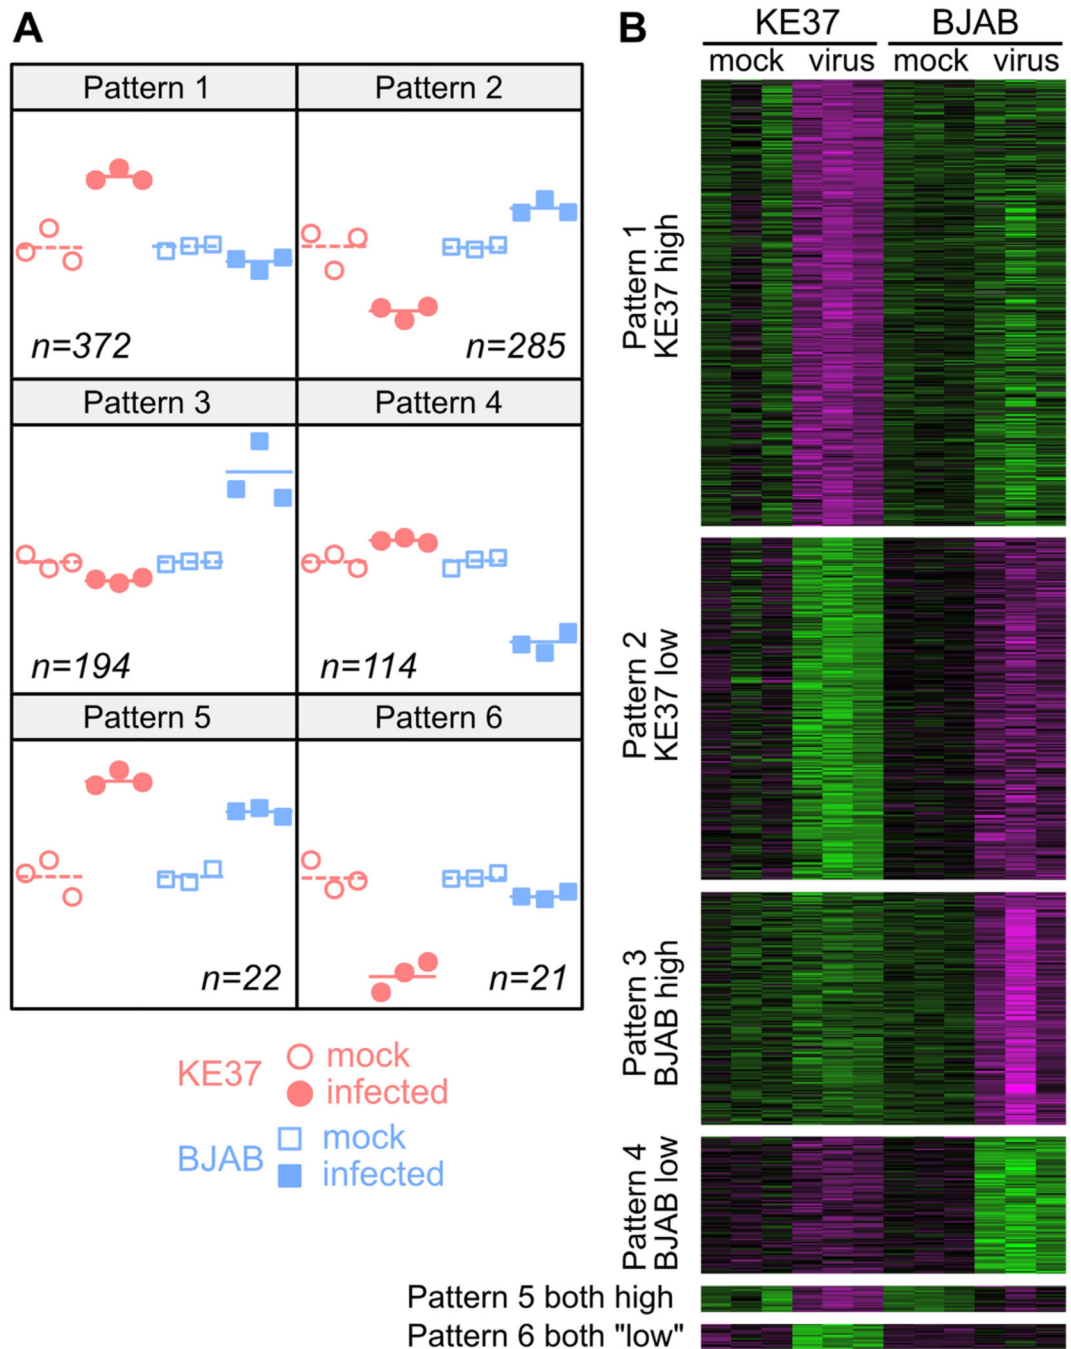 A
Pattern 1
Pattern 2
n=372
n=285
Pattern 3
Pattern 4
n=194
n=114
Pattern 5
Pattern 6
n=22
n=21
KE37
mock
infected
BJAB
mock
infected
B
KE37
BJAB
mock
virus
mock
virus
Pattern 1
KE37 high
Pattern 2
KE37 low
Pattern 3
BJAB high
Pattern 4
BJAB low
Pattern 5 both high
Pattern 6 both "low"